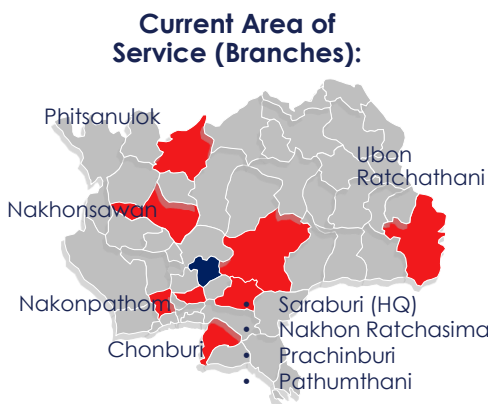 Current Area of
Service (Branches):
Phitsanulok
Ubon
Ratchathani
Nakhonsawan
Nakonpathom
• Saraburi (HQ)
• Nakhon Ratchasima
Chonburi
• Prachinburi
• Pathumthani